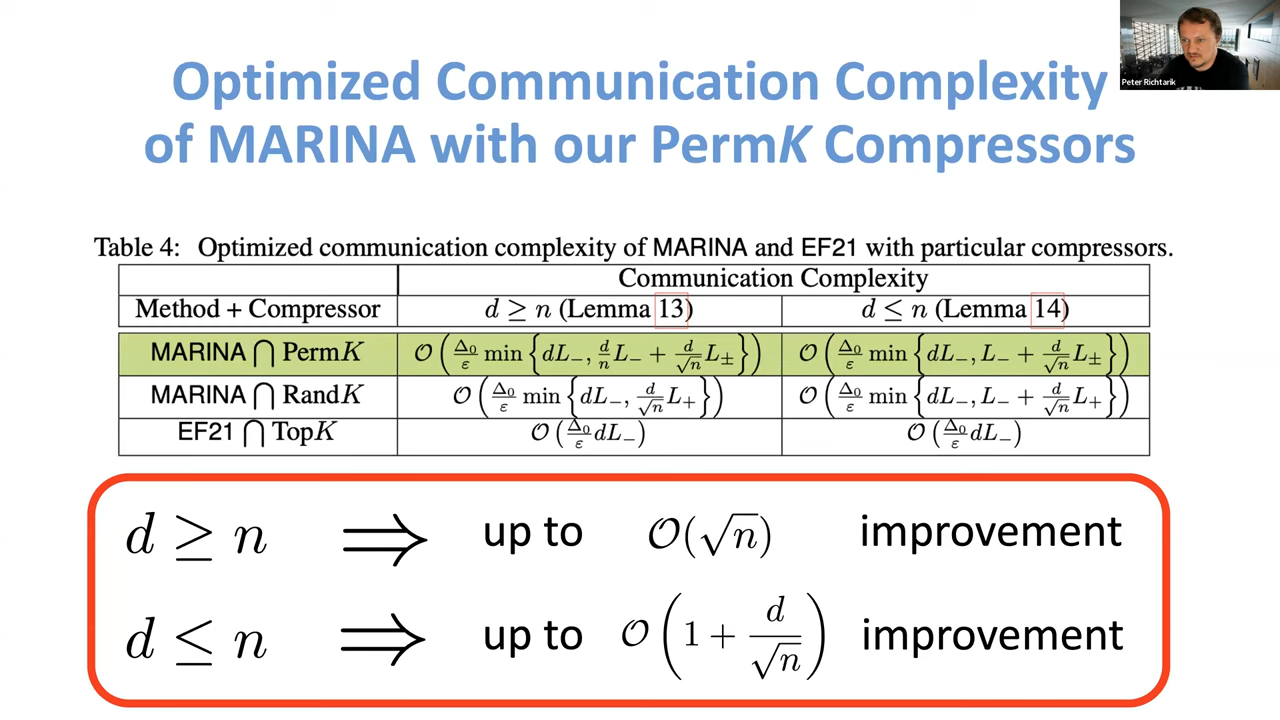 Peter Richtarik
Optimized Communication Complexity
of MARINA with our PermK Compressors
Table 4: Optimized communication complexity of MARINA and EF21 with particular compressors.
Communication Complexity
Method + Compressor d ≥ n (Lemma 13) d ≤ n (Lemma 14)
MARINA ⋂ PermK 𝒪(Δ₀/ε min{dL₋, d/n L₋ + d/√n L±}) 𝒪(Δ₀/ε min{dL₋, L₋ + d/√n L±})
MARINA ⋂ RandK 𝒪(Δ₀/ε min{dL₋, d/√n L₊}) 𝒪(Δ₀/ε min{dL₋, L₋ + d/√n L₊})
EF21 ⋂ TopK 𝒪(Δ₀/ε dL₋) 𝒪(Δ₀/ε dL₋)
d ≥ n ⟹ up to 𝒪(√n) improvement
d ≤ n ⟹ up to 𝒪(1 + d/√n) improvement